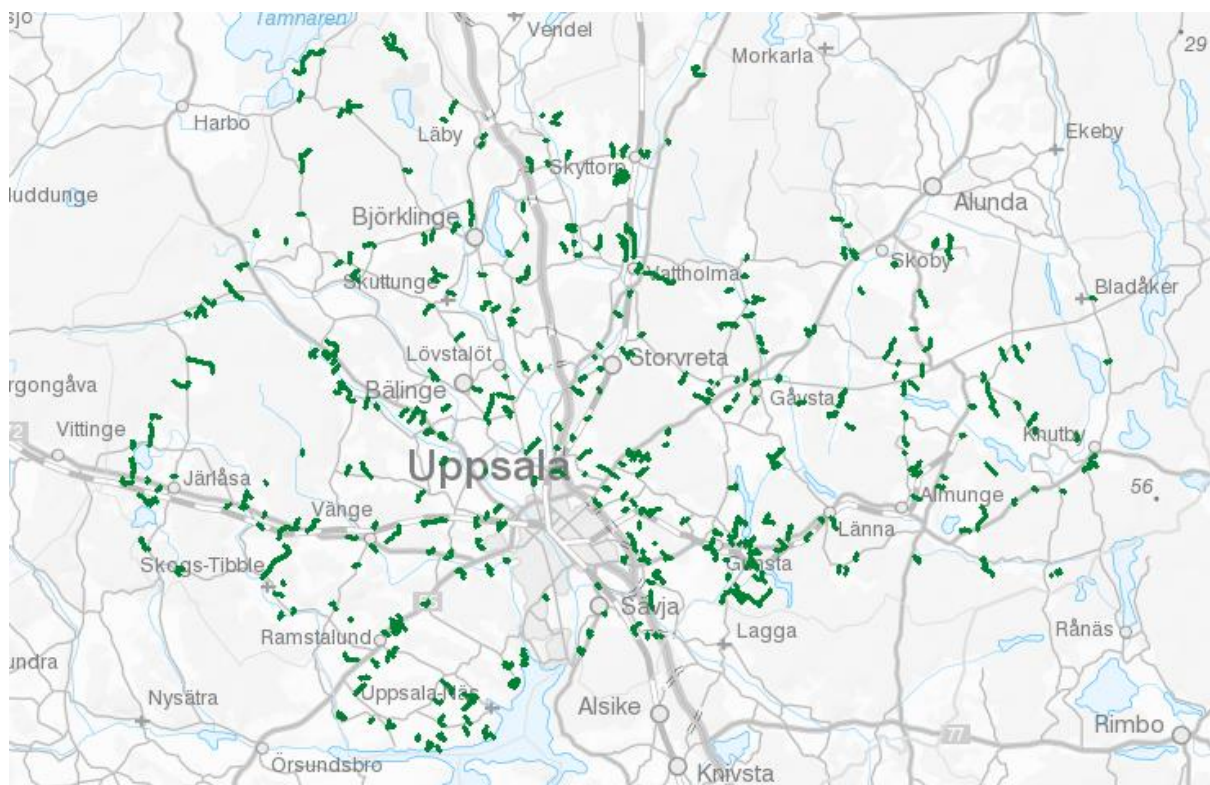 Tämnaren
Vendel
Morkarla
29
Harbo
Läby
Ekeby
Skyttorp
Alunda
Björklinge
Skoby
Vattholma
Skuttunge
Bladåker
Lövstalöt
Storvreta
Bälinge
Gåvsta
Vittinge
Knutby
Uppsala
Järlåsa
56
Vänge
Almunge
Länna
Skogs-Tibble
Gunsta
Sävja
Ramstalund
Lagga
Rånäs
Nysätra
Uppsala-Näs
Alsike
Rimbo
77
Örsundsbro
Knivsta